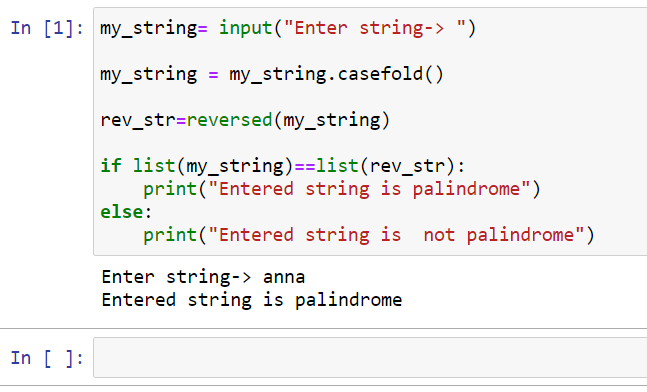 In [1]: my_string= input("Enter string-> ")
my_string = my_string.casefold()
rev_str=reversed(my_string)
if list(my_string)==list(rev_str):
    print("Entered string is palindrome")
else:
    print("Entered string is  not palindrome")
Enter string-> anna
Entered string is palindrome
In [ ]: